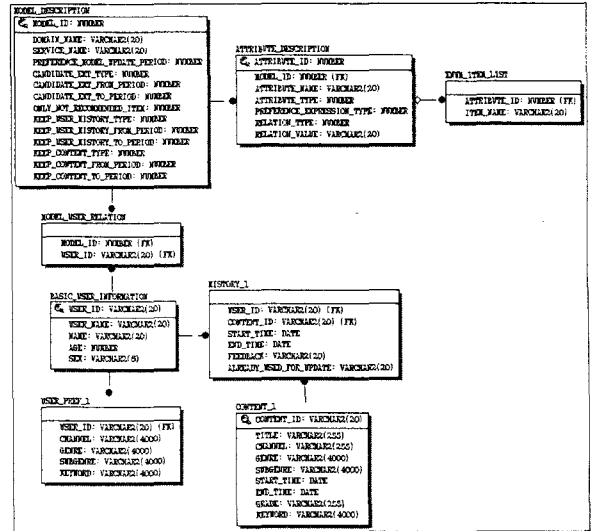 MODEL_DESCRIPTION
MODEL_ID: NUMBER
DOMAIN_NAME: VARCHAR2(20)
SERVICE_NAME: VARCHAR2(20)
PREFERENCE_MODEL_UPDATE_PERIOD: NUMBER
CANDIDATE_EXT_TYPE: NUMBER
CANDIDATE_EXT_FROM_PERIOD: NUMBER
CANDIDATE_EXT_TO_PERIOD: NUMBER
ONLY_NOT_RECOMMENDED_ITEM: NUMBER
KEEP_USER_HISTORY_TYPE: NUMBER
KEEP_USER_HISTORY_FROM_PERIOD: NUMBER
KEEP_USER_HISTORY_TO_PERIOD: NUMBER
KEEP_CONTENT_TYPE: NUMBER
KEEP_CONTENT_FROM_PERIOD: NUMBER
KEEP_CONTENT_TO_PERIOD: NUMBER
ATTRIBUTE_DESCRIPTION
ATTRIBUTE_ID: NUMBER
MODEL_ID: NUMBER (FK)
ATTRIBUTE_NAME: VARCHAR2(20)
ATTRIBUTE_TYPE: NUMBER
PREFERENCE_EXPRESSION_TYPE: NUMBER
RELATION_TYPE: NUMBER
RELATION_VALUE: VARCHAR2(20)
ENUM_ITEM_LIST
ATTRIBUTE_ID: NUMBER (FK)
ITEM_NAME: VARCHAR2(20)
MODEL_USER_RELATION
MODEL_ID: NUMBER (FK)
USER_ID: VARCHAR2(20) (FK)
BASIC_USER_INFORMATION
USER_ID: VARCHAR2(20)
USER_NAME: VARCHAR2(20)
NAME: VARCHAR2(20)
AGE: NUMBER
SEX: VARCHAR2(5)
HISTORY_1
USER_ID: VARCHAR2(20) (FK)
CONTENT_ID: VARCHAR2(20) (FK)
START_TIME: DATE
END_TIME: DATE
FEEDBACK: VARCHAR2(20)
ALREADY_USED_FOR_UPDATE: VARCHAR2(20)
USER_PREF_1
USER_ID: VARCHAR2(20) (FK)
CHANNEL: VARCHAR2(4000)
GENRE: VARCHAR2(4000)
SUBGENRE: VARCHAR2(4000)
KEYWORD: VARCHAR2(4000)
CONTENT_1
CONTENT_ID: VARCHAR2(20)
TITLE: VARCHAR2(255)
CHANNEL: VARCHAR2(255)
GENRE: VARCHAR2(4000)
SUBGENRE: VARCHAR2(4000)
START_TIME: DATE
END_TIME: DATE
GRADE: VARCHAR2(255)
KEYWORD: VARCHAR2(4000)